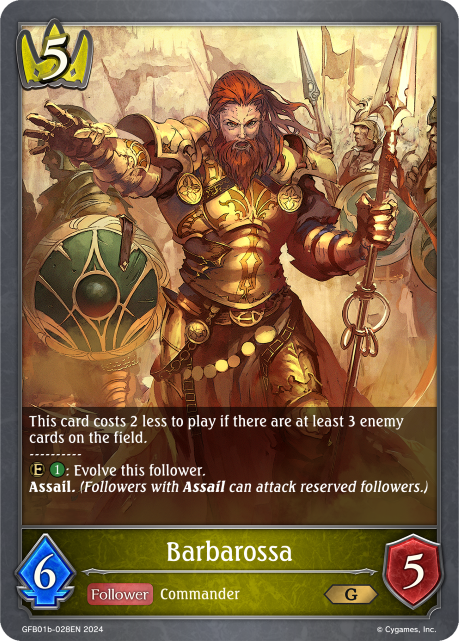 5
This card costs 2 less to play if there are at least 3 enemy
cards on the field.
----------
E 1: Evolve this follower.
Assail. (Followers with Assail can attack reserved followers.)
Barbarossa
6
Follower Commander
G
5
GFB01b-028EN 2024
© Cygames, Inc.